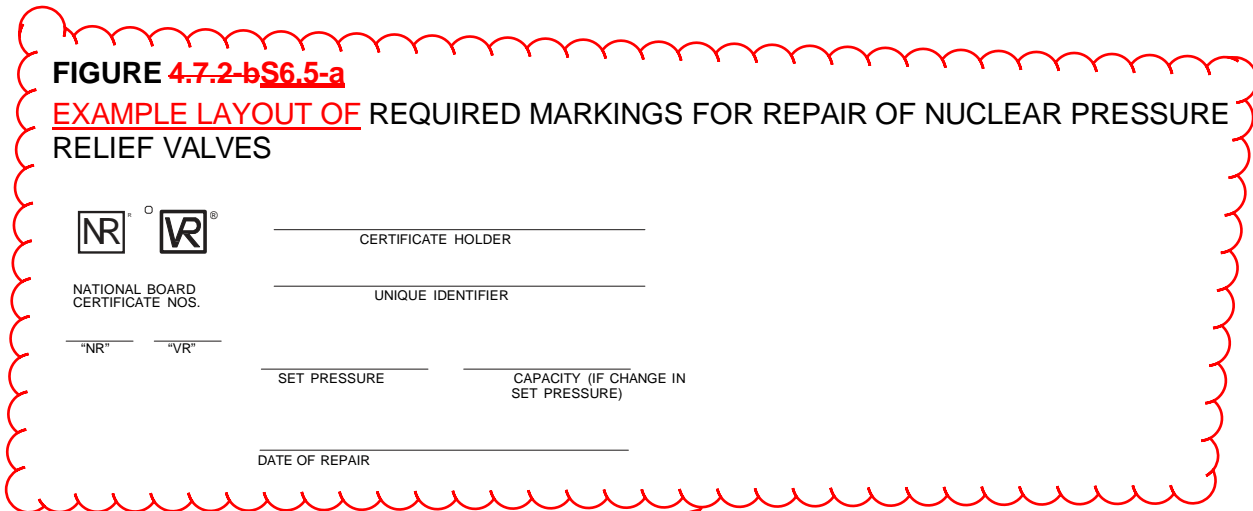 FIGURE 4.7.2-bS6.5-a
EXAMPLE LAYOUT OF REQUIRED MARKINGS FOR REPAIR OF NUCLEAR PRESSURE
RELIEF VALVES
NR® VR®
CERTIFICATE HOLDER
NATIONAL BOARD
CERTIFICATE NOS.
UNIQUE IDENTIFIER
“NR” “VR”
SET PRESSURE CAPACITY (IF CHANGE IN
SET PRESSURE)
DATE OF REPAIR